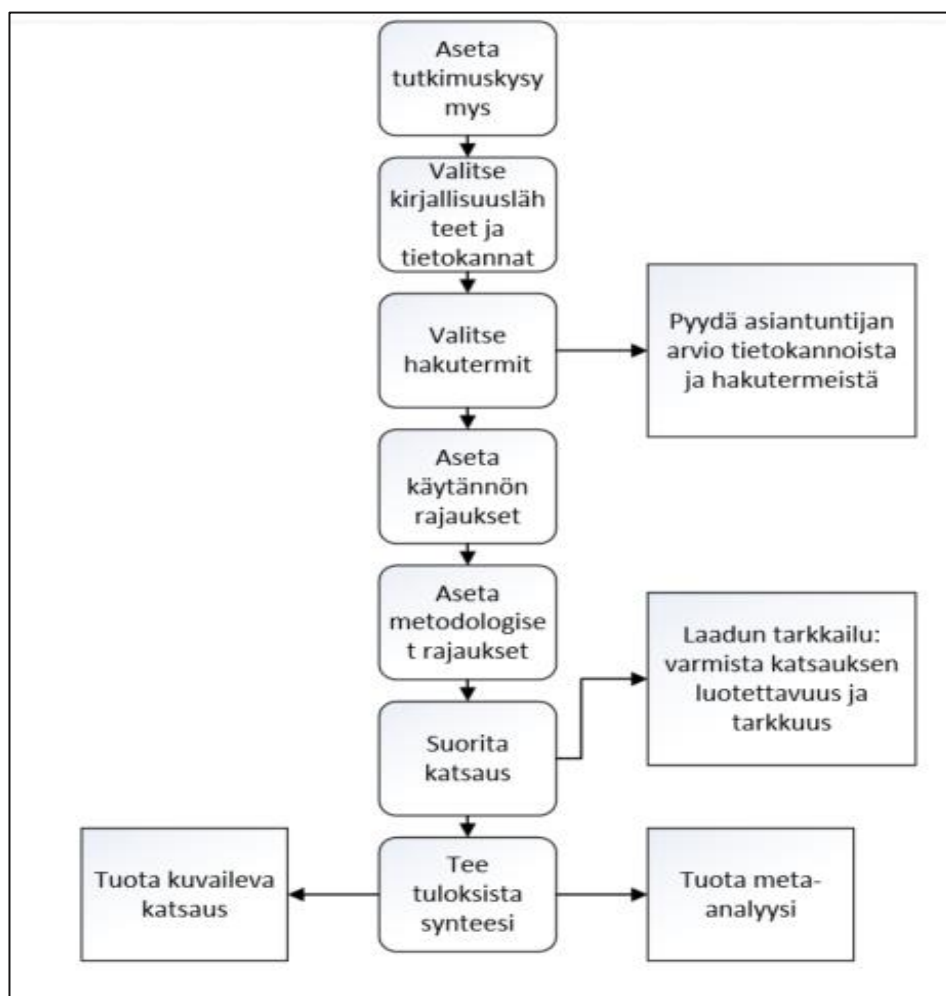 Aseta
tutkimuskysy
mys
Valitse
kirjallisuusläh
teet ja
tietokannat
Valitse
hakutermit
Pyydä asiantuntijan
arvio tietokannoista
ja hakutermeistä
Aseta
käytännön
rajaukset
Aseta
metodologise
t rajaukset
Laadun tarkkailu:
varmista katsauksen
luotettavuus ja
tarkkuus
Suorita
katsaus
Tee
tuloksista
synteesi
Tuota kuvaileva
katsaus
Tuota meta-
analyysi